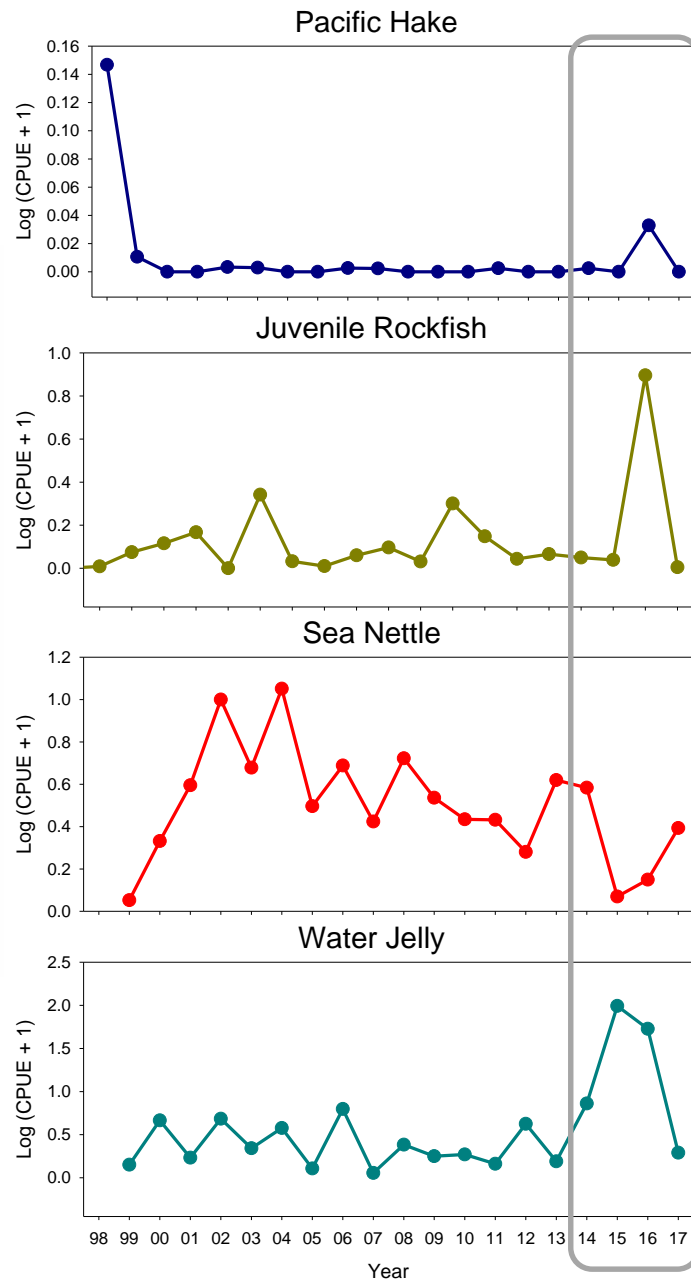 Pacific Hake
Log (CPUE + 1)
0.16
0.14
0.12
0.10
0.08
0.06
0.04
0.02
0.00
Juvenile Rockfish
Log (CPUE + 1)
1.0
0.8
0.6
0.4
0.2
0.0
Sea Nettle
Log (CPUE + 1)
1.2
1.0
0.8
0.6
0.4
0.2
0.0
Water Jelly
Log (CPUE + 1)
2.5
2.0
1.5
1.0
0.5
0.0
98 99 00 01 02 03 04 05 06 07 08 09 10 11 12 13 14 15 16 17
Year